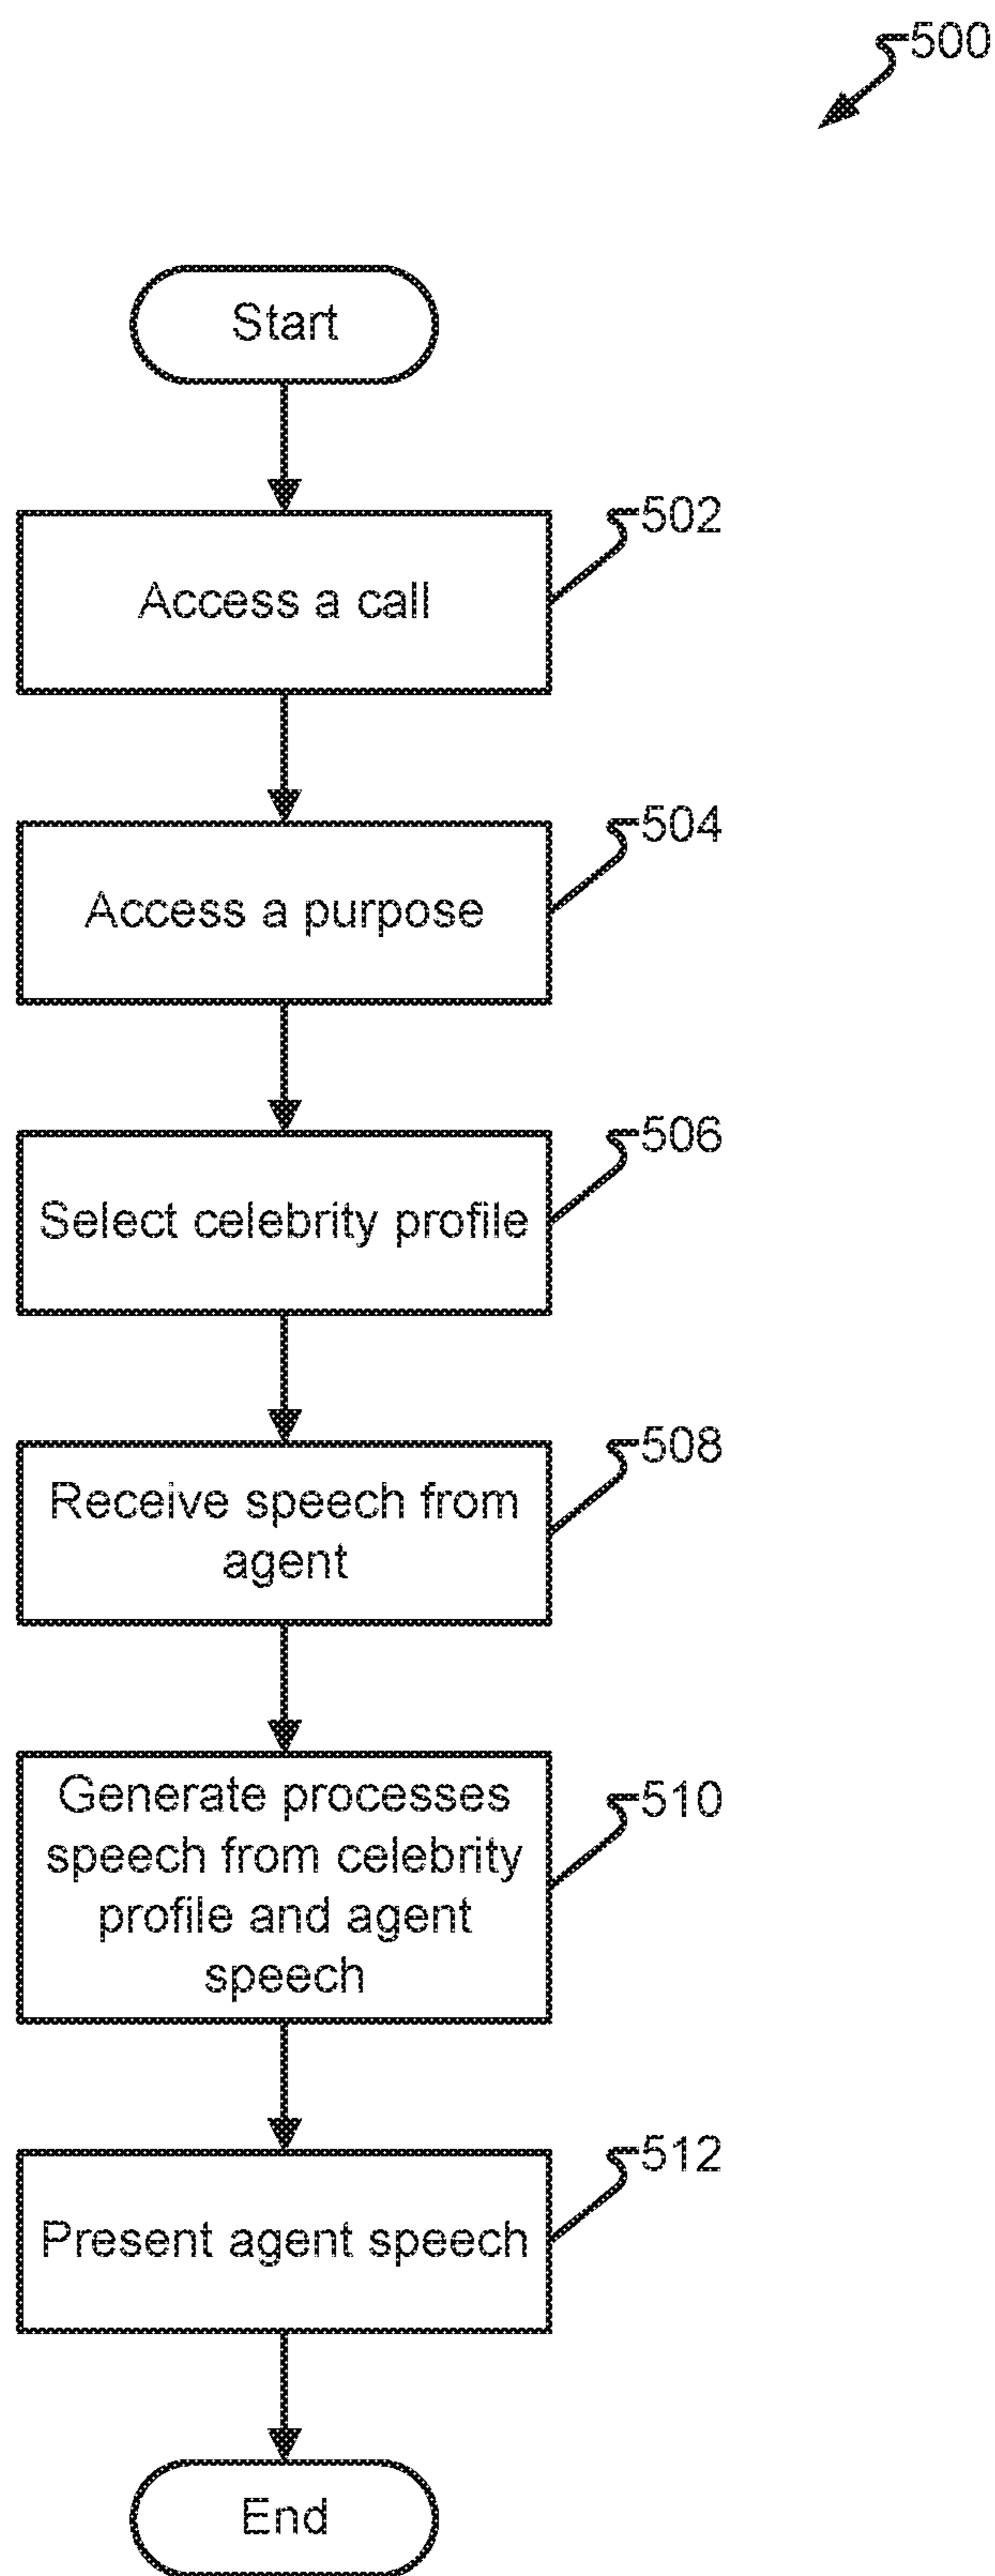 500
Start
502
Access a call
504
Access a purpose
506
Select celebrity profile
508
Receive speech from
agent
Generate processes
510
speech from celebrity
profile and agent
speech
512
Present agent speech
End